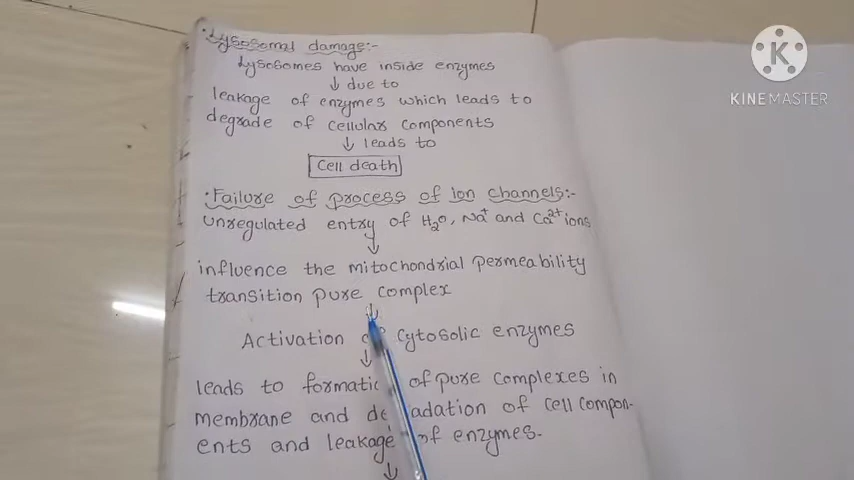 • Lysosomal damage:-
Lysosomes have inside enzymes
↓ due to
leakage of enzymes which leads to
degrade of cellular components
↓ leads to
Cell death
• Failure of process of Ion channels:-
unregulated entry of H₂O, Na⁺ and Ca²⁺ ions
↓
influence the mitochondrial permeability
transition pure complex
↓
Activation cytosolic enzymes
↓
leads to of pure complexes in
membrane and of cell compon-
ents and leakage of enzymes.
↓
K
KINEMASTER